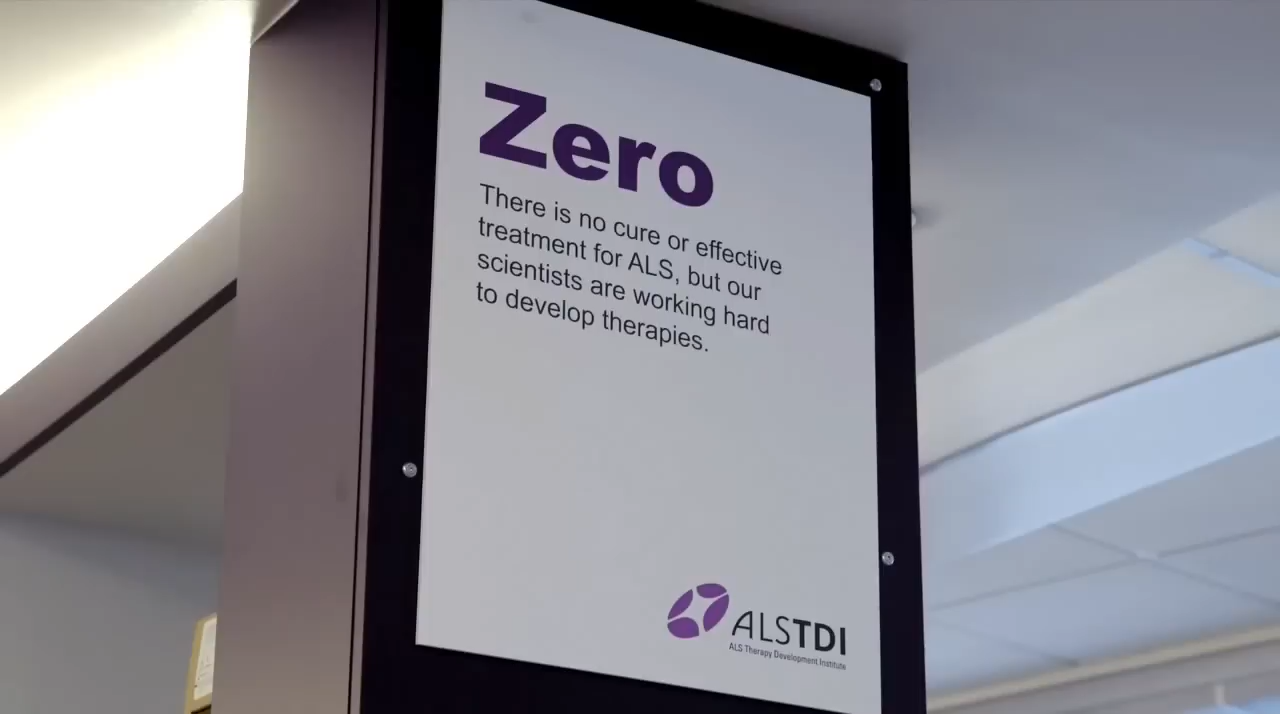 Zero
There is no cure or effective
treatment for ALS, but our
scientists are working hard
to develop therapies.
ALSTDI
ALS Therapy Development Institute